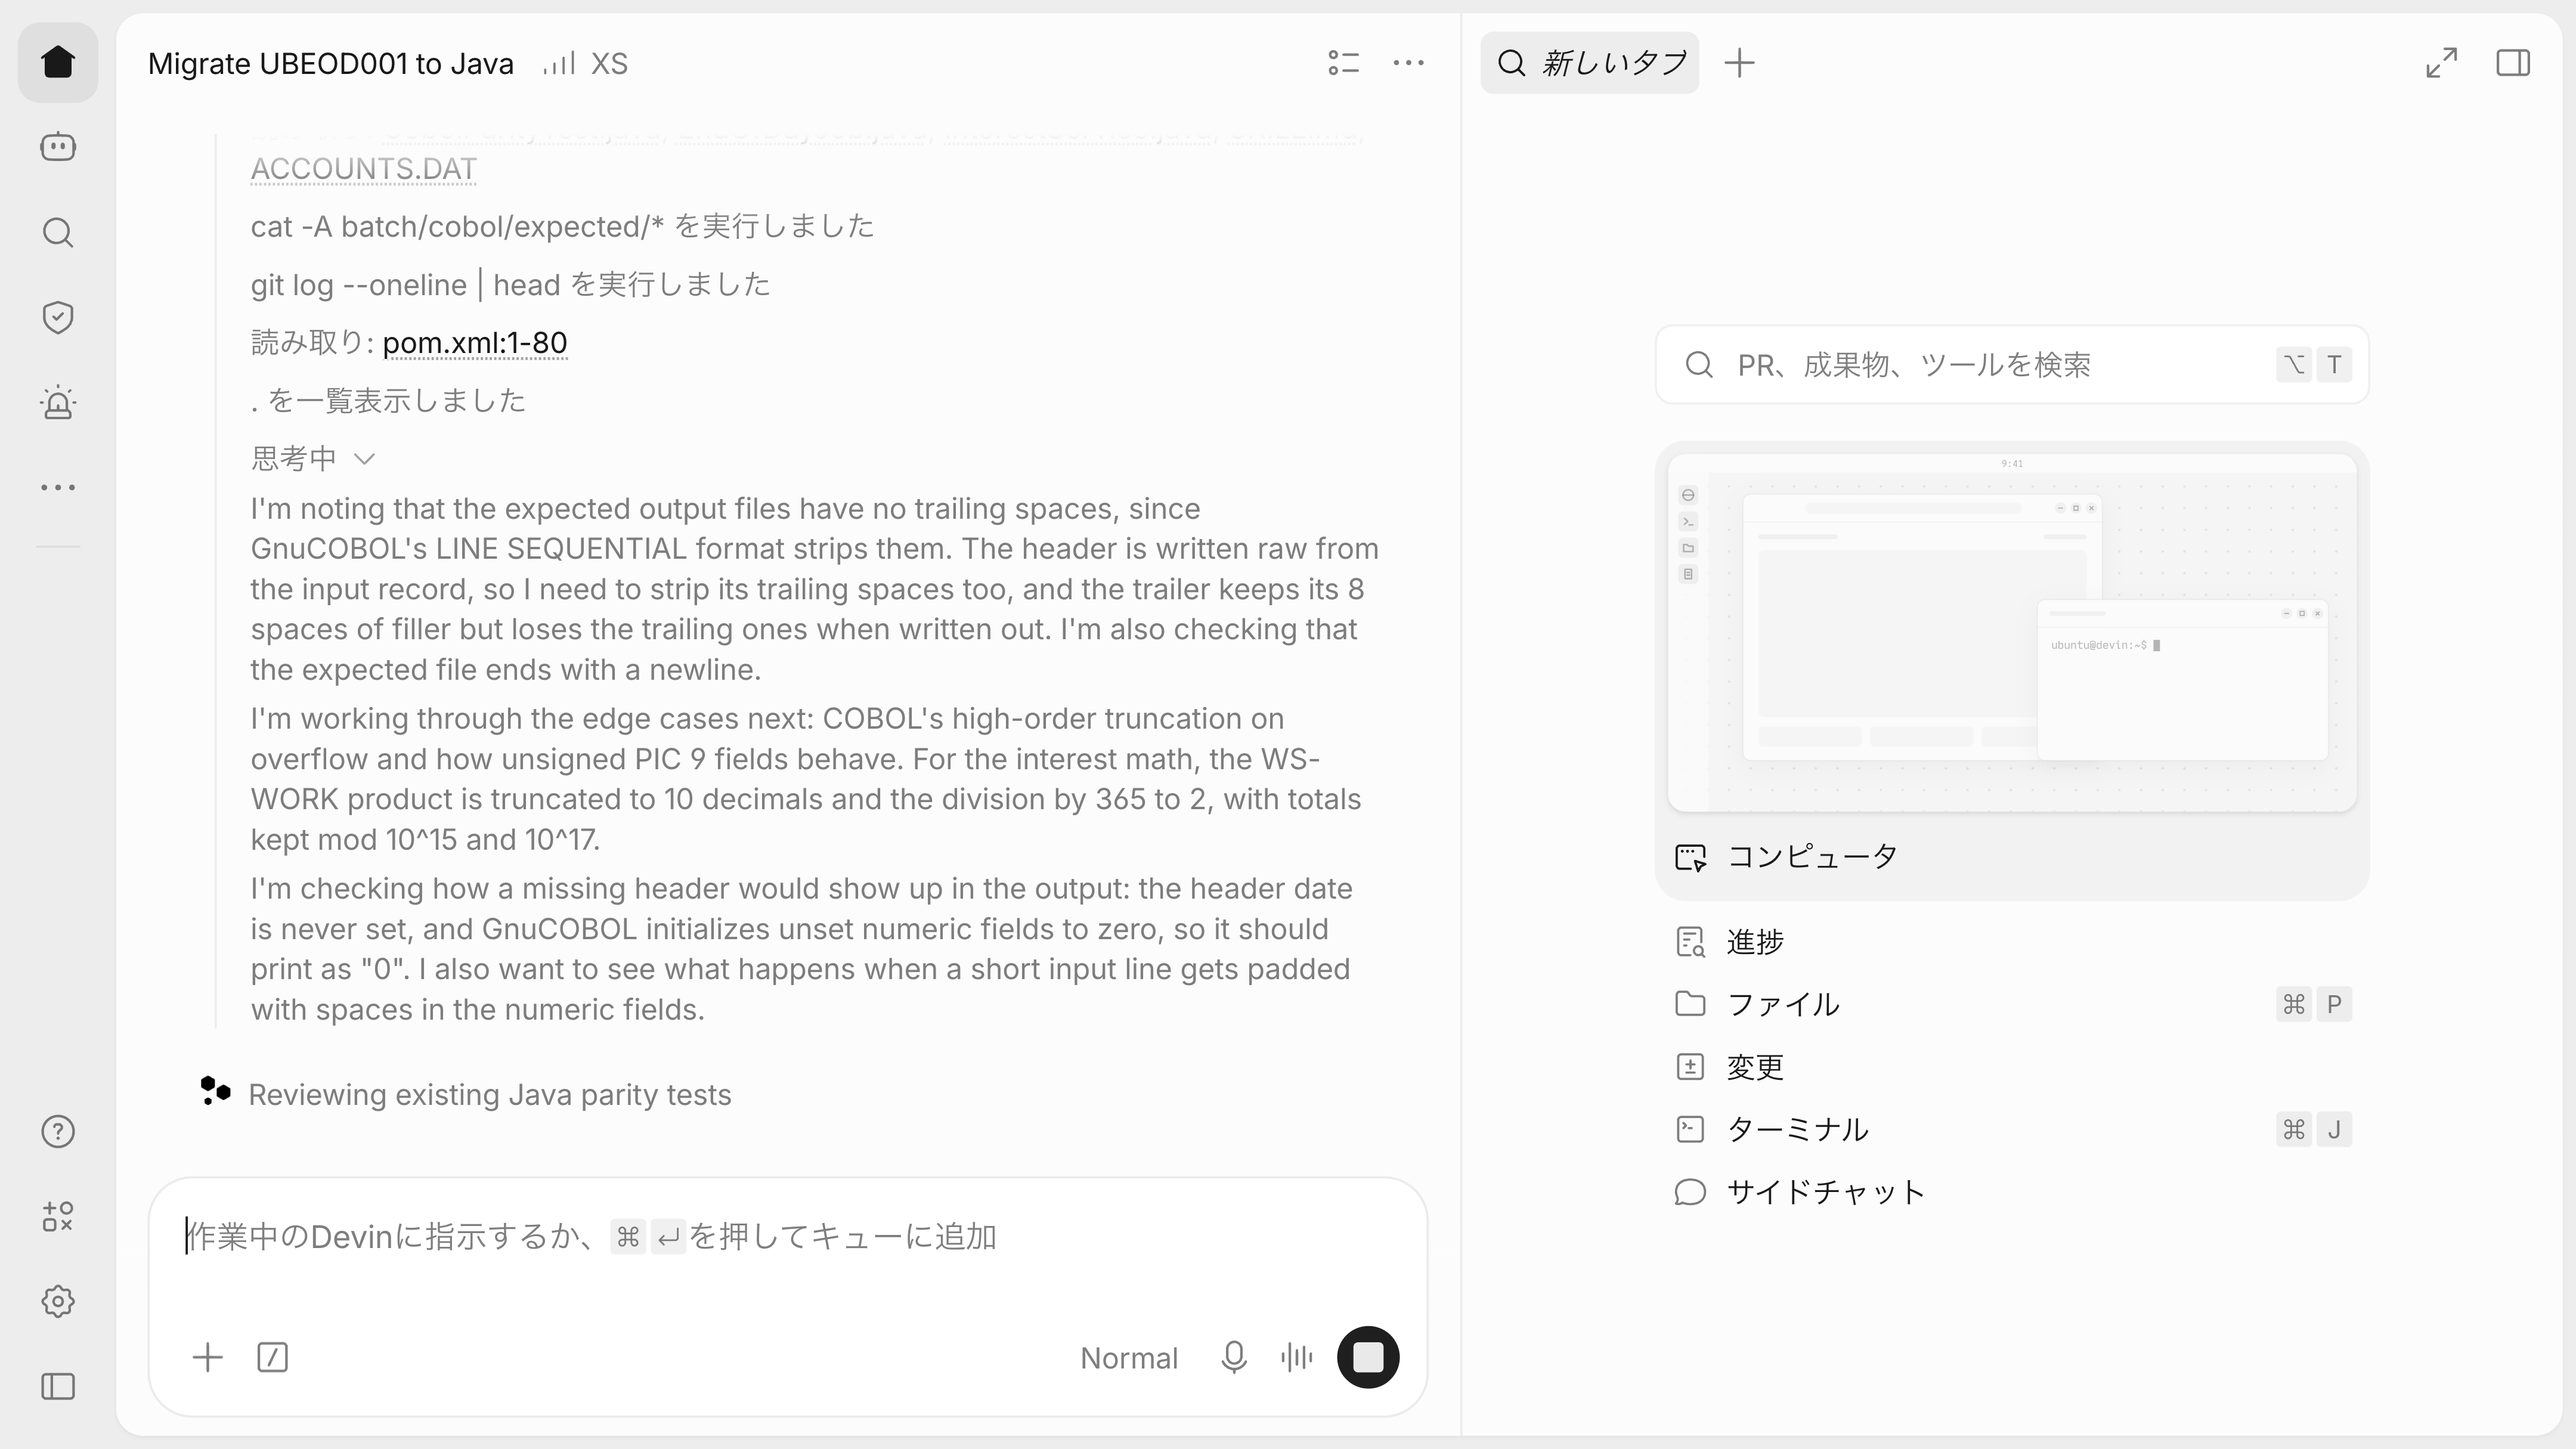 Migrate UBEOD001 to Java
XS
ACCOUNTS.DAT
cat -A batch/cobol/expected/* を実行しました
git log --oneline | head を実行しました
読み取り: pom.xml:1-80
. を一覧表示しました
思考中
I'm noting that the expected output files have no trailing spaces, since
GnuCOBOL's LINE SEQUENTIAL format strips them. The header is written raw from
the input record, so I need to strip its trailing spaces too, and the trailer keeps its 8
spaces of filler but loses the trailing ones when written out. I'm also checking that
the expected file ends with a newline.
I'm working through the edge cases next: COBOL's high-order truncation on
overflow and how unsigned PIC 9 fields behave. For the interest math, the WS-
WORK product is truncated to 10 decimals and the division by 365 to 2, with totals
kept mod 10^15 and 10^17.
I'm checking how a missing header would show up in the output: the header date
is never set, and GnuCOBOL initializes unset numeric fields to zero, so it should
print as "0". I also want to see what happens when a short input line gets padded
with spaces in the numeric fields.
Reviewing existing Java parity tests
作業中のDevinに指示するか、⌘↵を押してキューに追加
Normal
新しいタブ
PR、成果物、ツールを検索
⌥ T
9:41
ubuntu@devin:~$
コンピュータ
進捗
ファイル
⌘ P
変更
ターミナル
⌘ J
サイドチャット